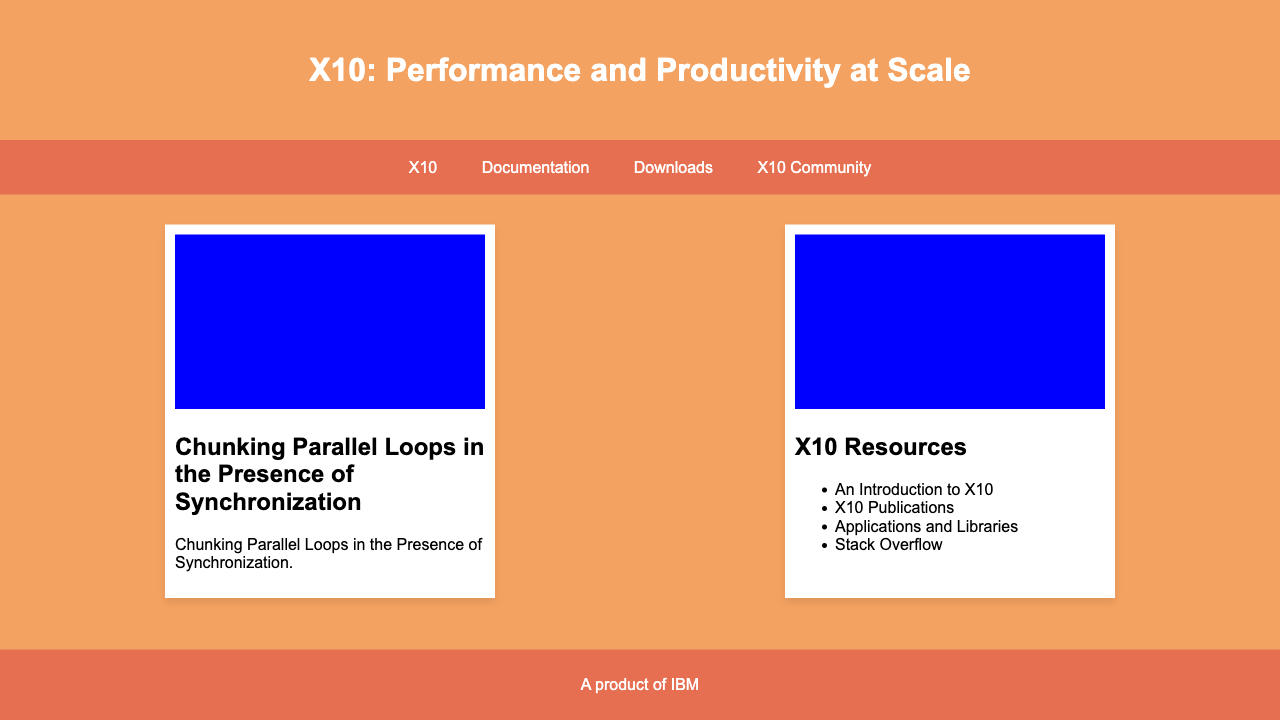 X10: Performance and Productivity at Scale
X10 Documentation Downloads X10 Community
Chunking Parallel Loops in
the Presence of
Synchronization
Chunking Parallel Loops in the Presence of
Synchronization.
X10 Resources
• An Introduction to X10
• X10 Publications
• Applications and Libraries
• Stack Overflow
A product of IBM